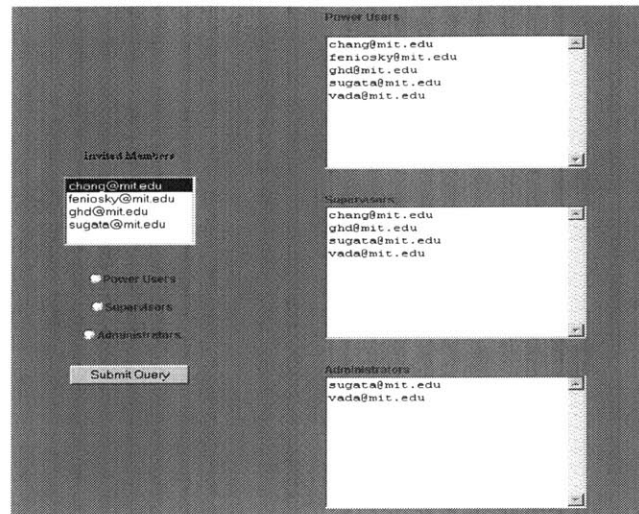 Invited Members
chang@mit.edu
feniosky@mit.edu
ghd@mit.edu
sugata@mit.edu
Power Users
Supervisors
Administrators
Submit Query
Power Users
chang@mit.edu
feniosky@mit.edu
ghd@mit.edu
sugata@mit.edu
vada@mit.edu
Supervisors
chang@mit.edu
ghd@mit.edu
sugata@mit.edu
vada@mit.edu
Administrators
sugata@mit.edu
vada@mit.edu